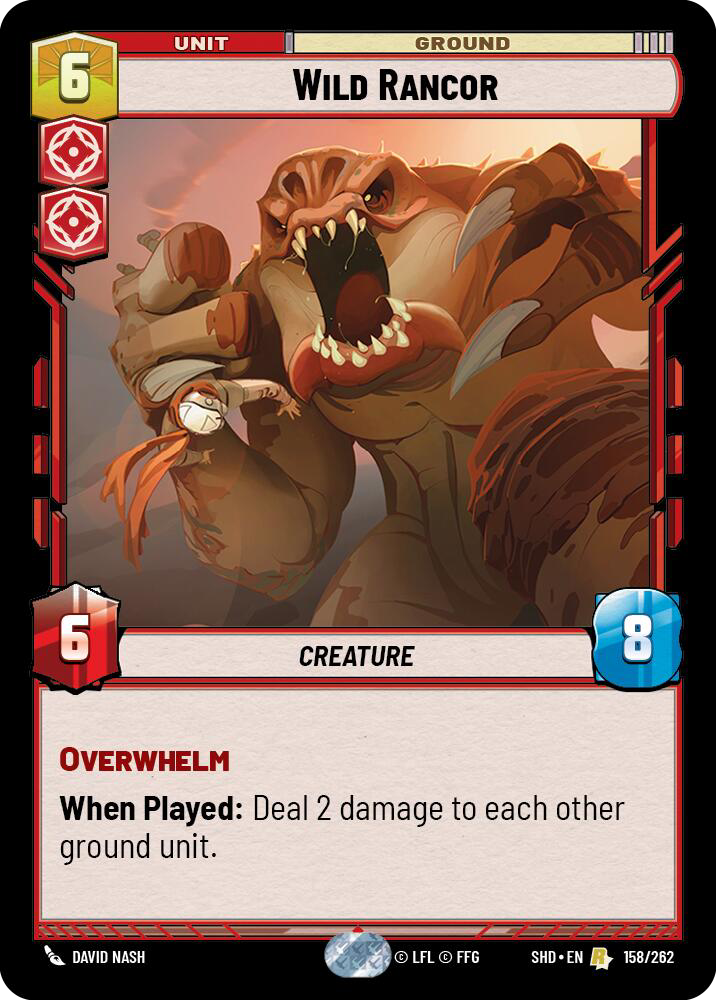 UNIT
GROUND
6
WILD RANCOR
6
CREATURE
8
OVERWHELM
When Played: Deal 2 damage to each other
ground unit.
DAVID NASH
© LFL © FFG
SHD • EN R 158/262